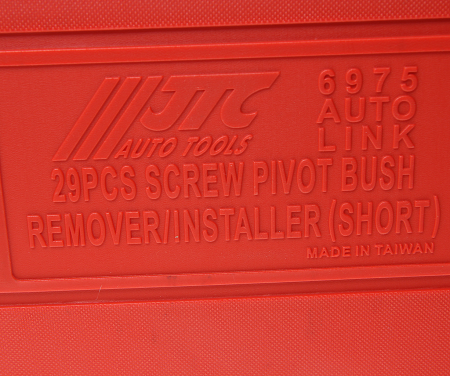 JTC
AUTO TOOLS
6975
AUTO
LINK
29PCS SCREW PIVOT BUSH
REMOVER/INSTALLER (SHORT)
MADE IN TAIWAN